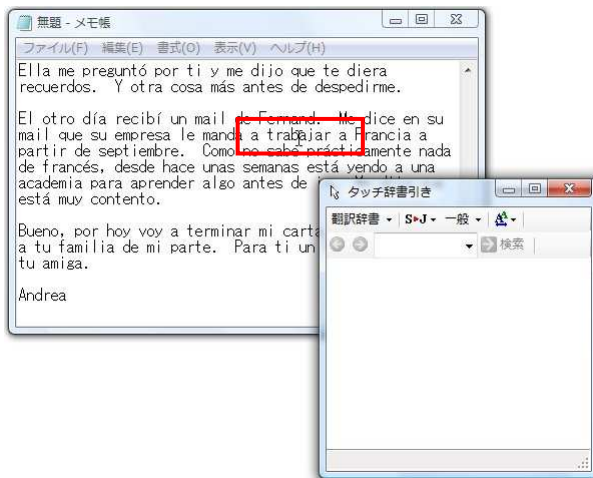 無題 - メモ帳
ファイル(F) 編集(E) 書式(O) 表示(V) ヘルプ(H)
Ella me preguntó por ti y me dijo que te diera
recuerdos. Y otra cosa más antes de despedirme.
El otro día recibí un mail de Fernand. Me dice en su
mail que su empresa le manda a trabajar a Francia a
partir de septiembre. Como no sabe prácticamente nada
de francés, desde hace unas semanas está yendo a una
academia para aprender algo antes de
está muy contento.
Bueno, por hoy voy a terminar mi carta
a tu familia de mi parte. Para ti un
tu amiga.
Andrea
タッチ辞書引き
翻訳辞書 S▸J 一般
検索